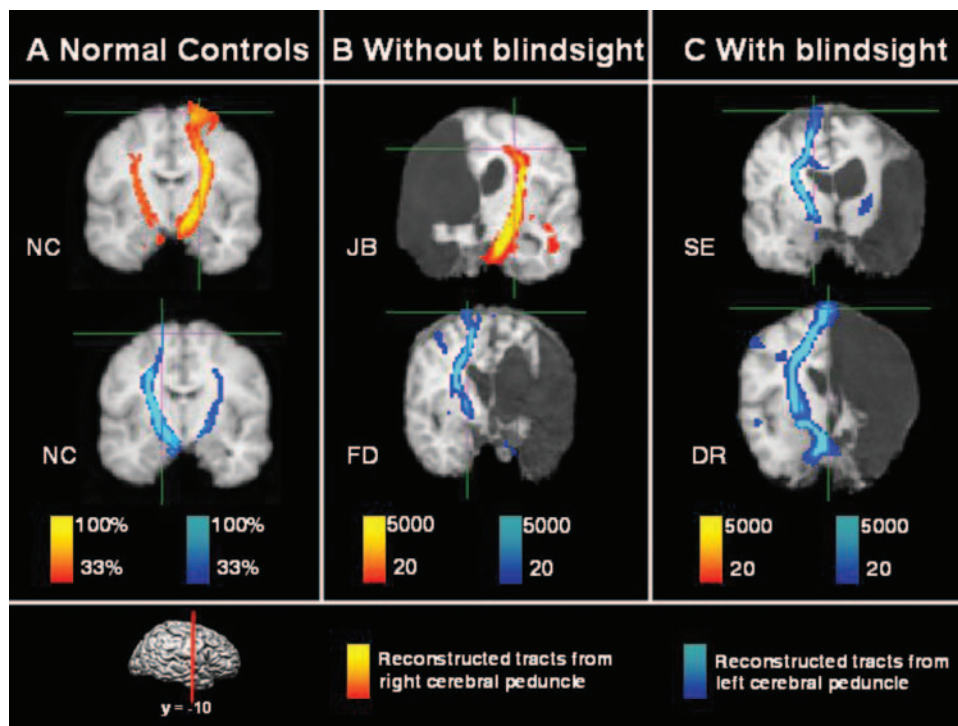 A Normal Controls
B Without blindsight
C With blindsight
NC
JB
SE
NC
FD
DR
100%
33%
100%
33%
5000
20
5000
20
5000
20
5000
20
y = -10
Reconstructed tracts from
right cerebral peduncle
Reconstructed tracts from
left cerebral peduncle